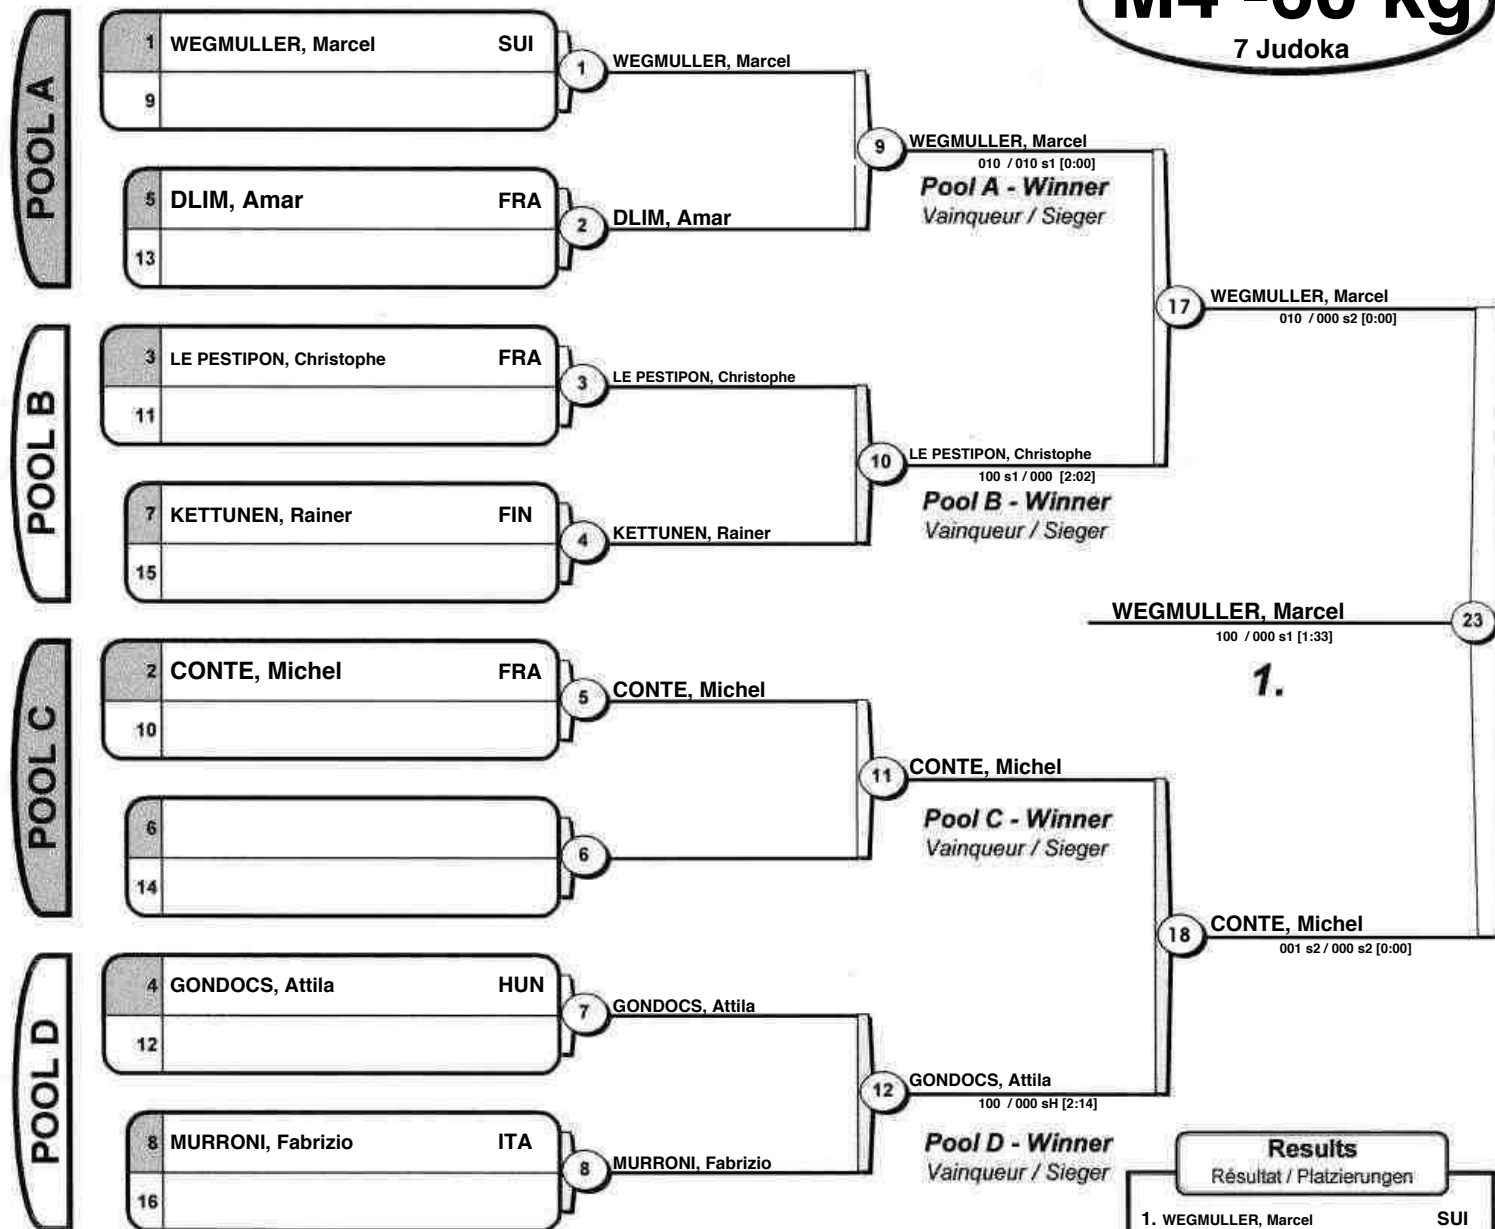 M4 -60 kg
7 Judoka
POOL A
1 WEGMULLER, Marcel SUI
9
1 WEGMULLER, Marcel
5 DLIM, Amar FRA
13
2 DLIM, Amar
9 WEGMULLER, Marcel
010 / 010 s1 [0:00]
Pool A - Winner
Vainqueur / Sieger
POOL B
3 LE PESTIPON, Christophe FRA
11
3 LE PESTIPON, Christophe
7 KETTUNEN, Rainer FIN
15
4 KETTUNEN, Rainer
10 LE PESTIPON, Christophe
100 s1 / 000 [2:02]
Pool B - Winner
Vainqueur / Sieger
17 WEGMULLER, Marcel
010 / 000 s2 [0:00]
WEGMULLER, Marcel 23
100 / 000 s1 [1:33]
1.
POOL C
2 CONTE, Michel FRA
10
5 CONTE, Michel
6
14
6
11 CONTE, Michel
Pool C - Winner
Vainqueur / Sieger
18 CONTE, Michel
001 s2 / 000 s2 [0:00]
POOL D
4 GONDOCS, Attila HUN
12
7 GONDOCS, Attila
8 MURRONI, Fabrizio ITA
16
8 MURRONI, Fabrizio
12 GONDOCS, Attila
100 / 000 sH [2:14]
Pool D - Winner
Vainqueur / Sieger
Results
Résultat / Platzierungen
1. WEGMULLER, Marcel SUI